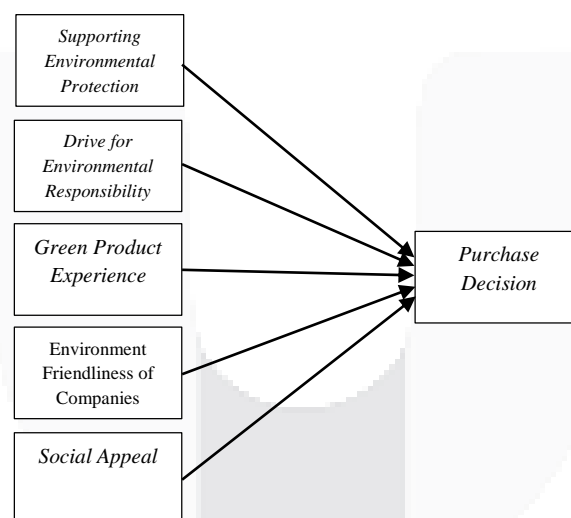 Supporting
Environmental
Protection
Drive for
Environmental
Responsibility
Green Product
Experience
Environment
Friendliness of
Companies
Social Appeal
Purchase
Decision